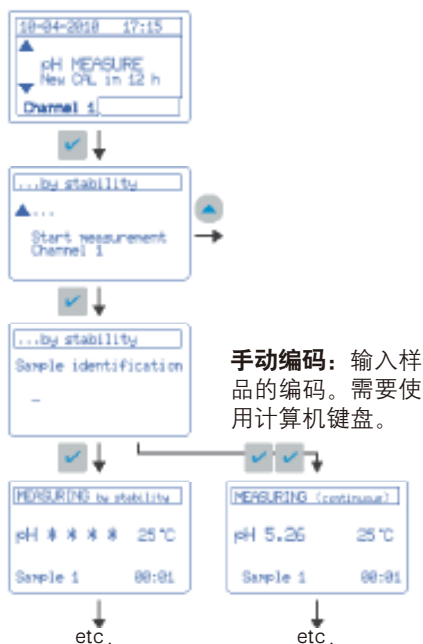 10-04-2010 17:15
pH MEASURE
New CAL in 12 h
Channel 1
...by stability
...
Start measurement
Channel 1
...by stability
Sample identification
_
手动编码：输入样
品的编码。需要使
用计算机键盘。
MEASURING by stability
pH * * * * 25 °C
Sample 1 00:01
etc.
MEASURING (continuous)
pH 5.26 25 °C
Sample 1 00:01
etc.